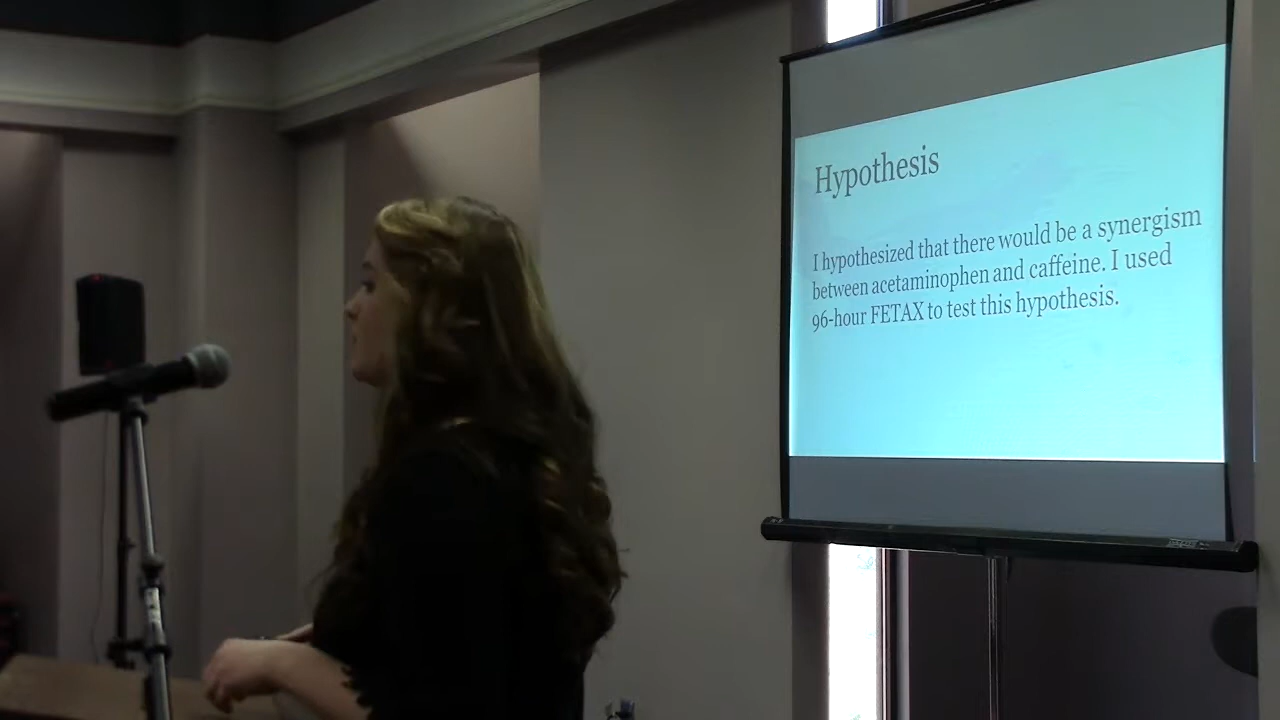 Hypothesis
I hypothesized that there would be a synergism
between acetaminophen and caffeine. I used
96-hour FETAX to test this hypothesis.